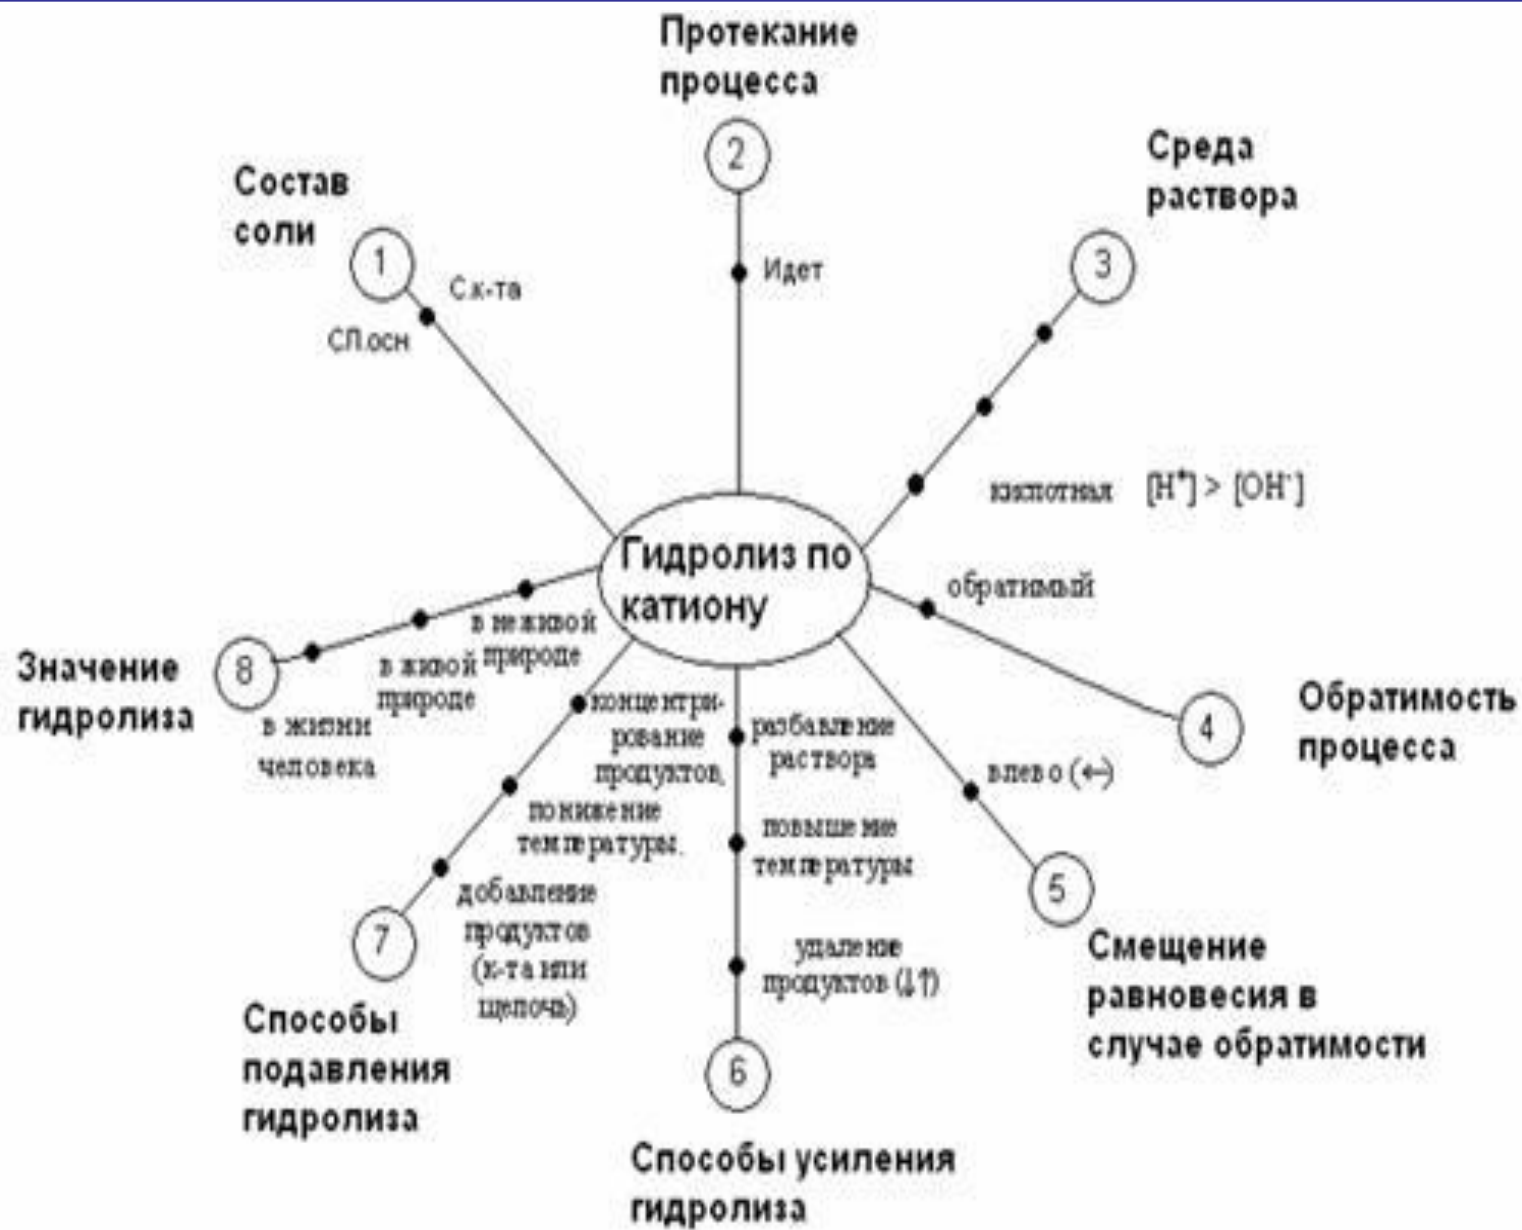 Протекание
процесса
2
Идет
Состав
соли
1
С.к-та
СЛ.осн
Среда
раствора
3
кислотная [H⁺] > [OH⁻]
Гидролиз по
катиону
обратимый
4
Обратимость
процесса
влево (←)
5
Смещение
равновесия в
случае обратимости
разбавление
раствора
повышение
температуры
удаление
продуктов (↓↑)
6
Способы усиления
гидролиза
концентри-
рование
продуктов,
понижение
температуры,
добавление
продуктов
(к-та или
щелочь)
7
Способы
подавления
гидролиза
в неживой
природе
в живой
природе
в жизни
человека
8
Значение
гидролиза